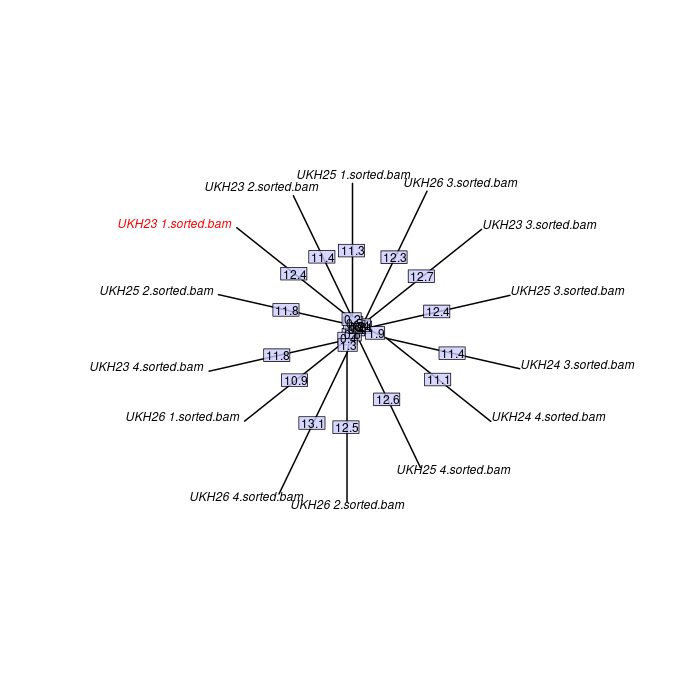 UKH25 1.sorted.bam
UKH26 3.sorted.bam
UKH23 2.sorted.bam
UKH23 1.sorted.bam
UKH23 3.sorted.bam
11.3
11.4
12.3
12.4
12.7
UKH25 2.sorted.bam
UKH25 3.sorted.bam
11.8
12.4
0.2
1.9
1.3
11.8
11.4
UKH23 4.sorted.bam
UKH24 3.sorted.bam
10.9
11.1
12.6
UKH26 1.sorted.bam
UKH24 4.sorted.bam
13.1
12.5
UKH25 4.sorted.bam
UKH26 4.sorted.bam
UKH26 2.sorted.bam